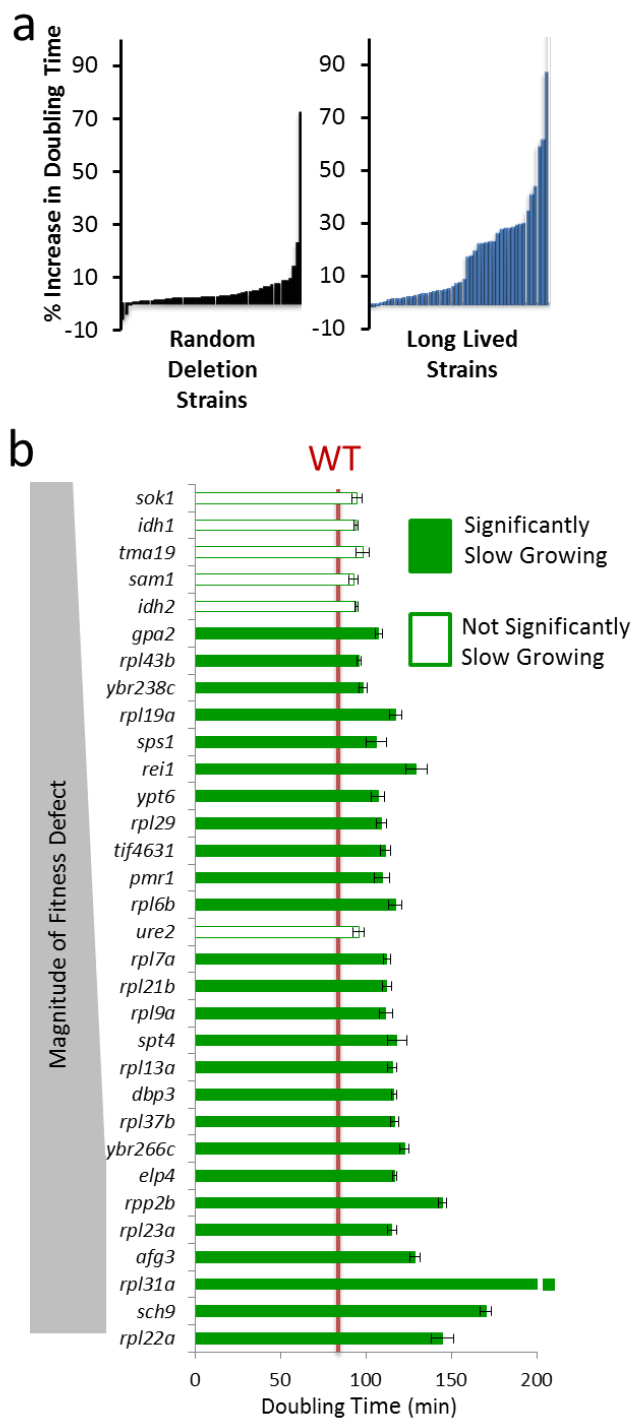 a
% Increase in Doubling Time
90
70
50
30
10
-10
Random
Deletion
Strains
90
70
50
30
10
-10
Long Lived
Strains
b
WT
Magnitude of Fitness Defect
sok1
idh1
tma19
sam1
idh2
gpa2
rpl43b
ybr238c
rpl19a
sps1
rei1
ypt6
rpl29
tif4631
pmr1
rpl6b
ure2
rpl7a
rpl21b
rpl9a
spt4
rpl13a
dbp3
rpl37b
ybr266c
elp4
rpp2b
rpl23a
afg3
rpl31a
sch9
rpl22a
Significantly
Slow Growing
Not Significantly
Slow Growing
0
50
100
150
200
Doubling Time (min)